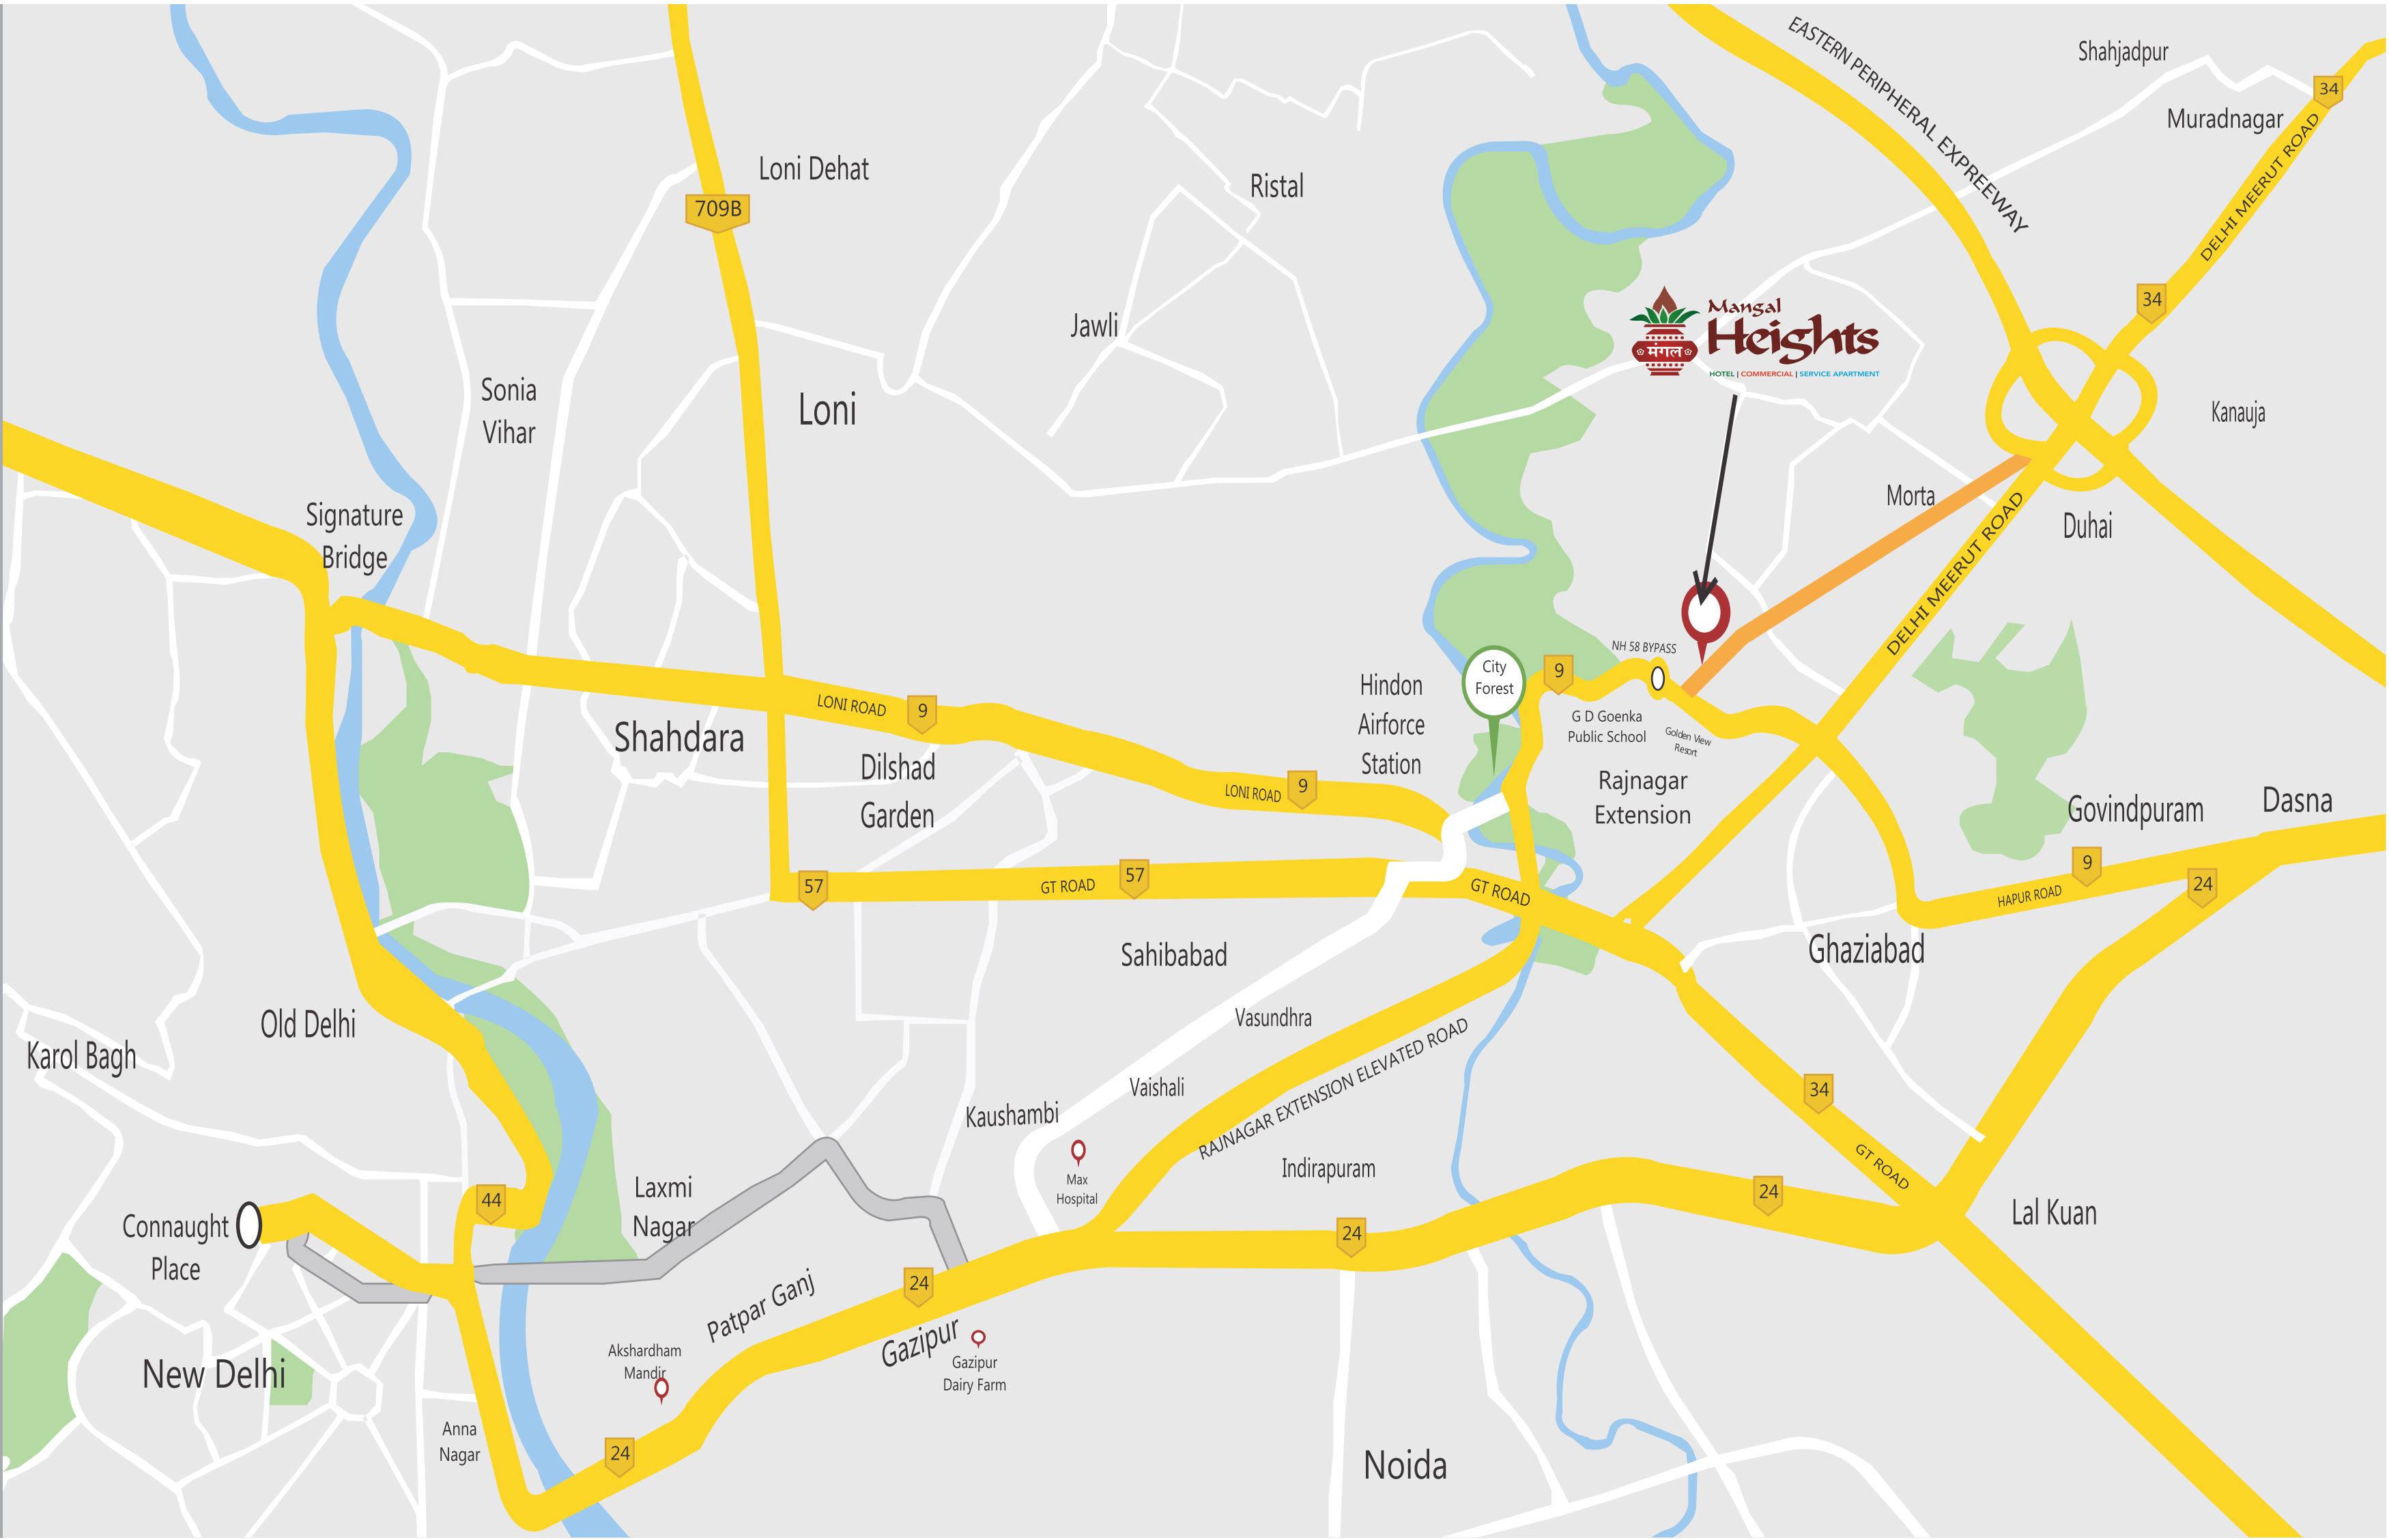 EASTERN PERIPHERAL EXPREEWAY
Shahjadpur
34
Muradnagar
DELHI MEERUT ROAD
Loni Dehat
Ristal
709B
34
Mangal
Heights
मंगल
HOTEL | COMMERCIAL | SERVICE APARTMENT
Jawli
Sonia
Vihar
Loni
Kanauja
Signature
Bridge
Morta
Duhai
DELHI MEERUT ROAD
NH 58 BYPASS
City
Forest
9
Hindon
Airforce
Station
LONI ROAD
9
G D Goenka
Public School
Golden View
Resort
Shahdara
Dilshad
Garden
LONI ROAD
9
Rajnagar
Extension
Govindpuram
Dasna
57
GT ROAD
57
GT ROAD
9
24
HAPUR ROAD
Sahibabad
Ghaziabad
Old Delhi
Karol Bagh
Vasundhra
Vaishali
RAJNAGAR EXTENSION ELEVATED ROAD
34
Kaushambi
GT ROAD
Max
Hospital
Indirapuram
Laxmi
Nagar
44
24
Connaught
Place
Lal Kuan
24
24
Patpar Ganj
Gazipur
Akshardham
Mandir
Gazipur
Dairy Farm
New Delhi
Anna
Nagar
24
Noida